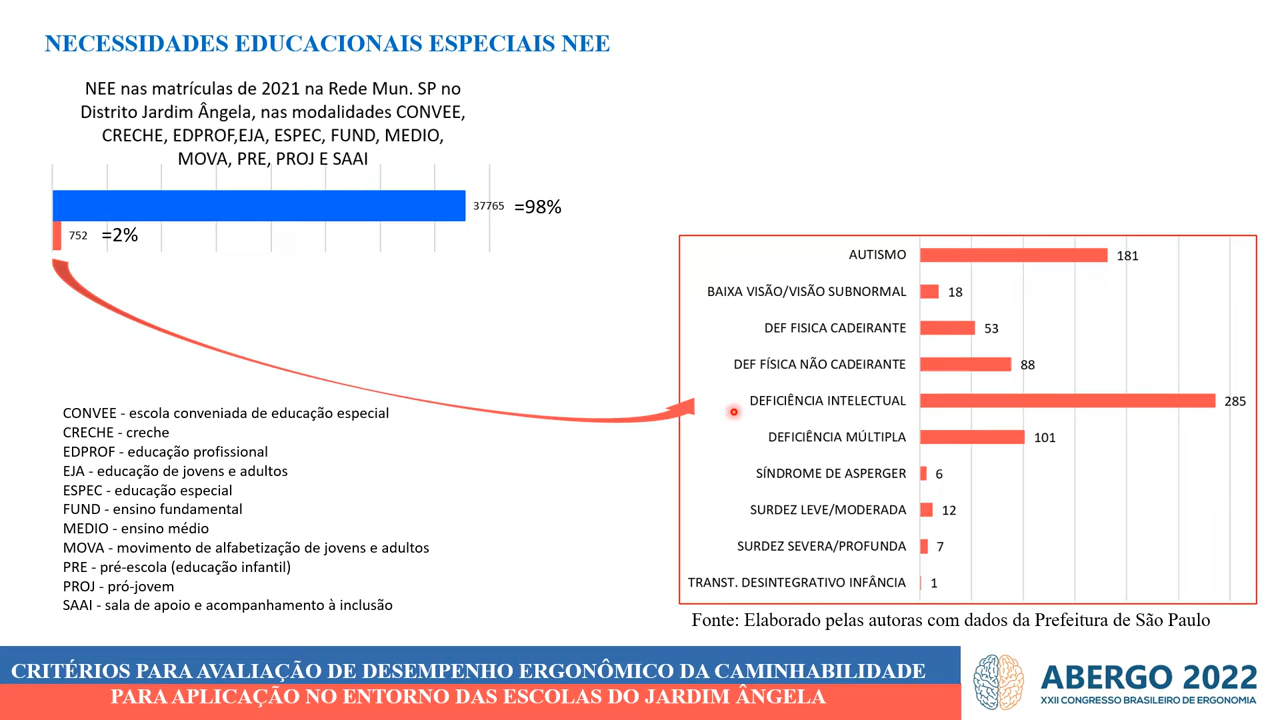 NECESSIDADES EDUCACIONAIS ESPECIAIS NEE
NEE nas matrículas de 2021 na Rede Mun. SP no
Distrito Jardim Ângela, nas modalidades CONVEE,
CRECHE, EDPROF,EJA, ESPEC, FUND, MEDIO,
MOVA, PRE, PROJ E SAAI
37765 =98%
752 =2%
AUTISMO 181
BAIXA VISÃO/VISÃO SUBNORMAL 18
DEF FISICA CADEIRANTE 53
DEF FÍSICA NÃO CADEIRANTE 88
DEFICIÊNCIA INTELECTUAL 285
DEFICIÊNCIA MÚLTIPLA 101
SÍNDROME DE ASPERGER 6
SURDEZ LEVE/MODERADA 12
SURDEZ SEVERA/PROFUNDA 7
TRANST. DESINTEGRATIVO INFÂNCIA 1
CONVEE - escola conveniada de educação especial
CRECHE - creche
EDPROF - educação profissional
EJA - educação de jovens e adultos
ESPEC - educação especial
FUND - ensino fundamental
MEDIO - ensino médio
MOVA - movimento de alfabetização de jovens e adultos
PRE - pré-escola (educação infantil)
PROJ - pró-jovem
SAAI - sala de apoio e acompanhamento à inclusão
Fonte: Elaborado pelas autoras com dados da Prefeitura de São Paulo
CRITÉRIOS PARA AVALIAÇÃO DE DESEMPENHO ERGONÔMICO DA CAMINHABILIDADE
PARA APLICAÇÃO NO ENTORNO DAS ESCOLAS DO JARDIM ÂNGELA
ABERGO 2022
XXII CONGRESSO BRASILEIRO DE ERGONOMIA